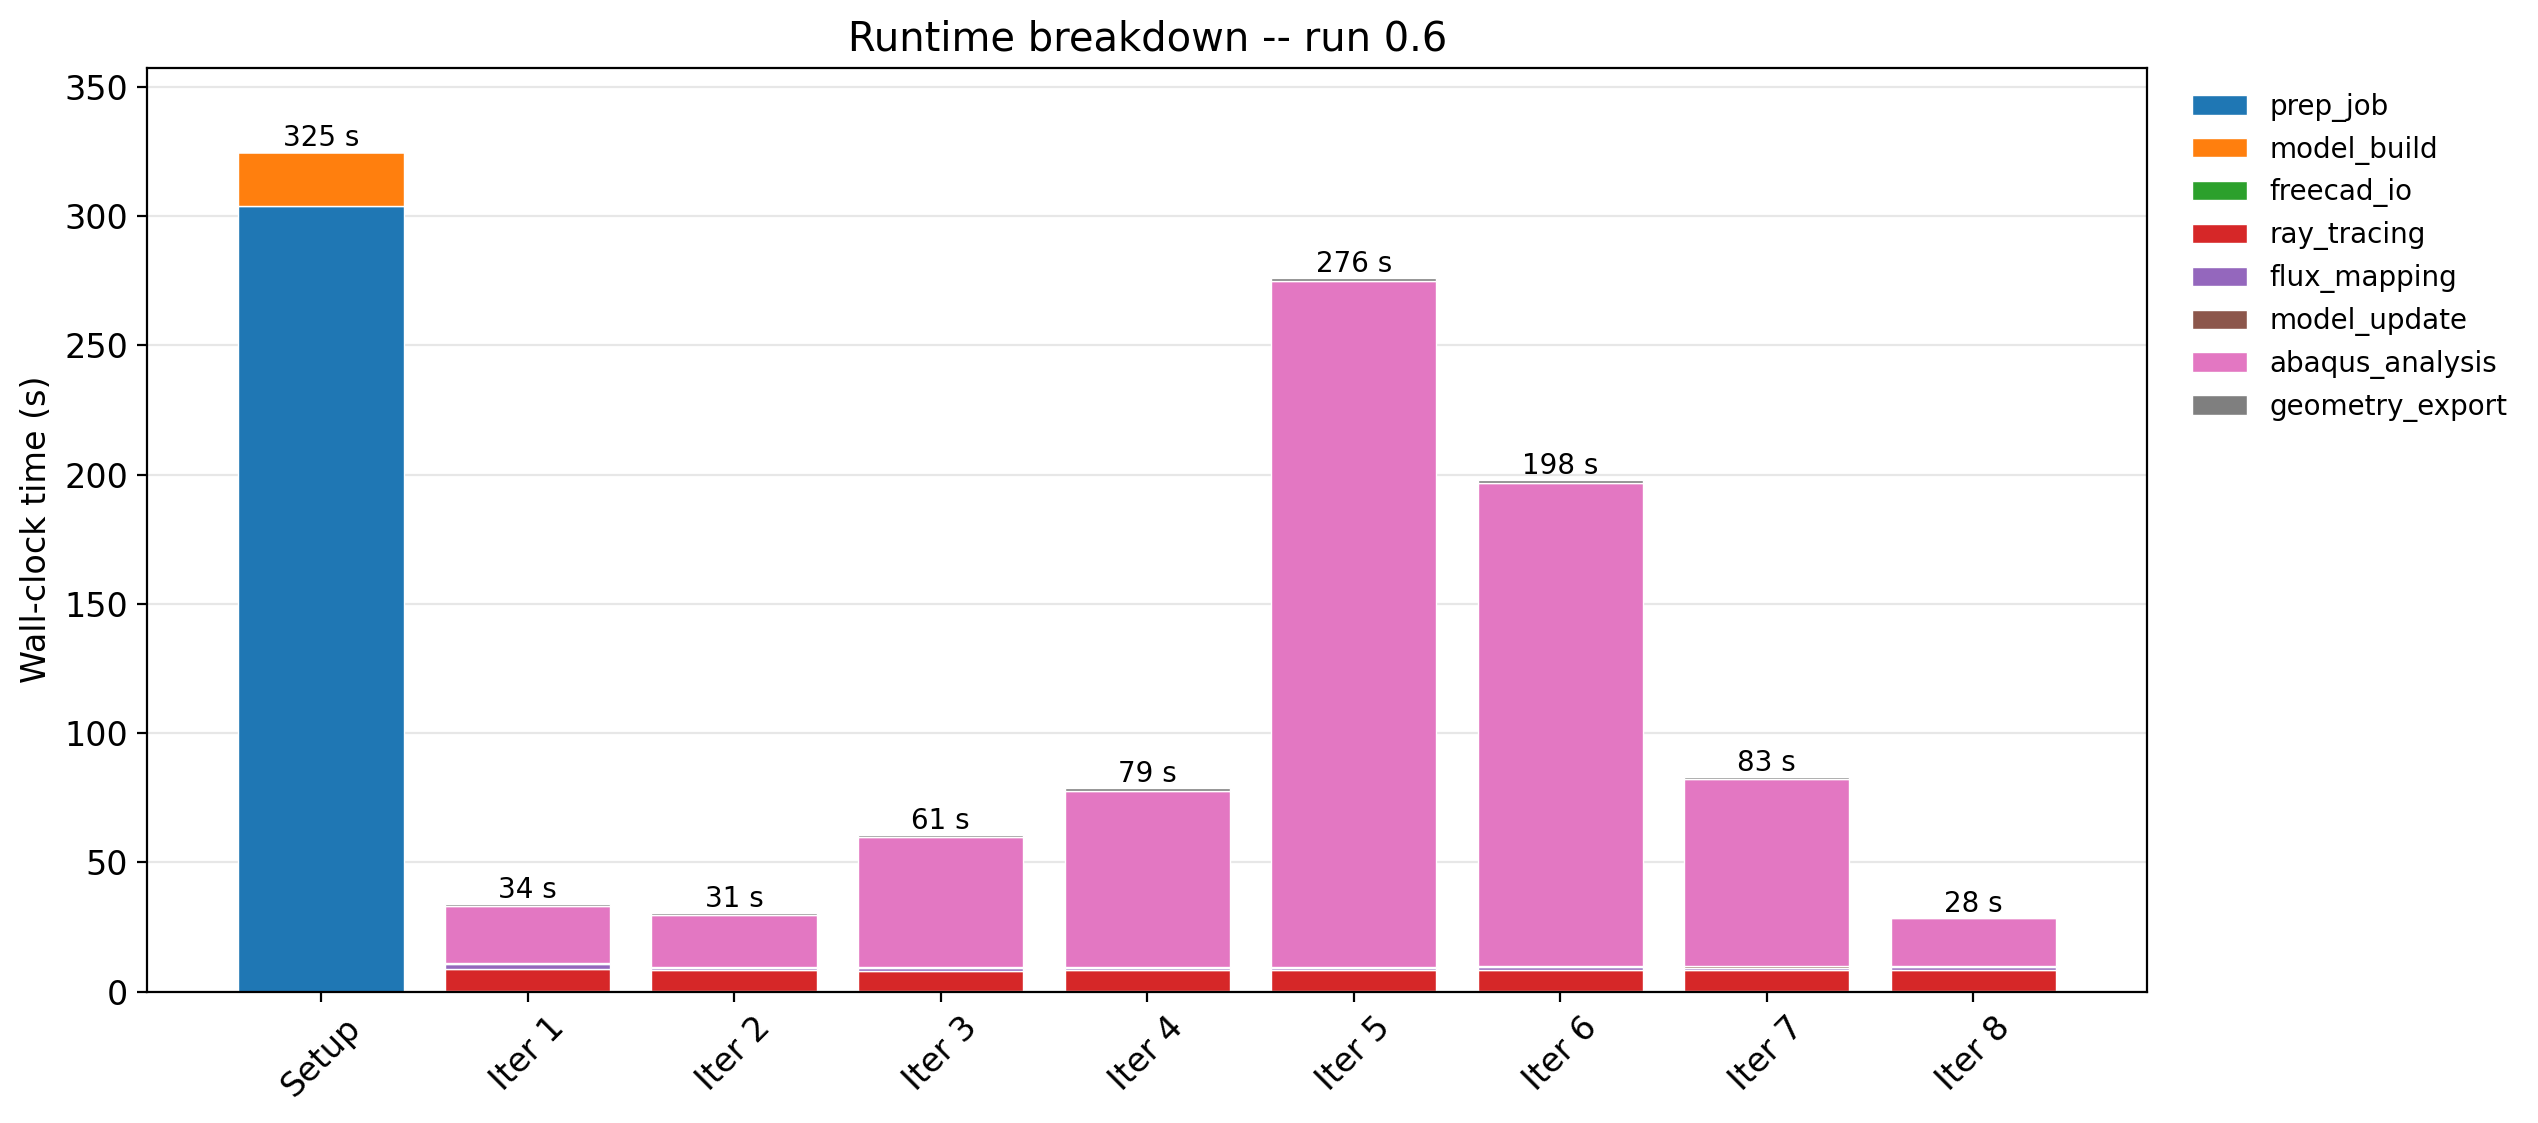 Runtime breakdown -- run 0.6
Wall-clock time (s)
350
300
250
200
150
100
50
0
325 s
34 s
31 s
61 s
79 s
276 s
198 s
83 s
28 s
Setup
Iter 1
Iter 2
Iter 3
Iter 4
Iter 5
Iter 6
Iter 7
Iter 8
prep_job
model_build
freecad_io
ray_tracing
flux_mapping
model_update
abaqus_analysis
geometry_export